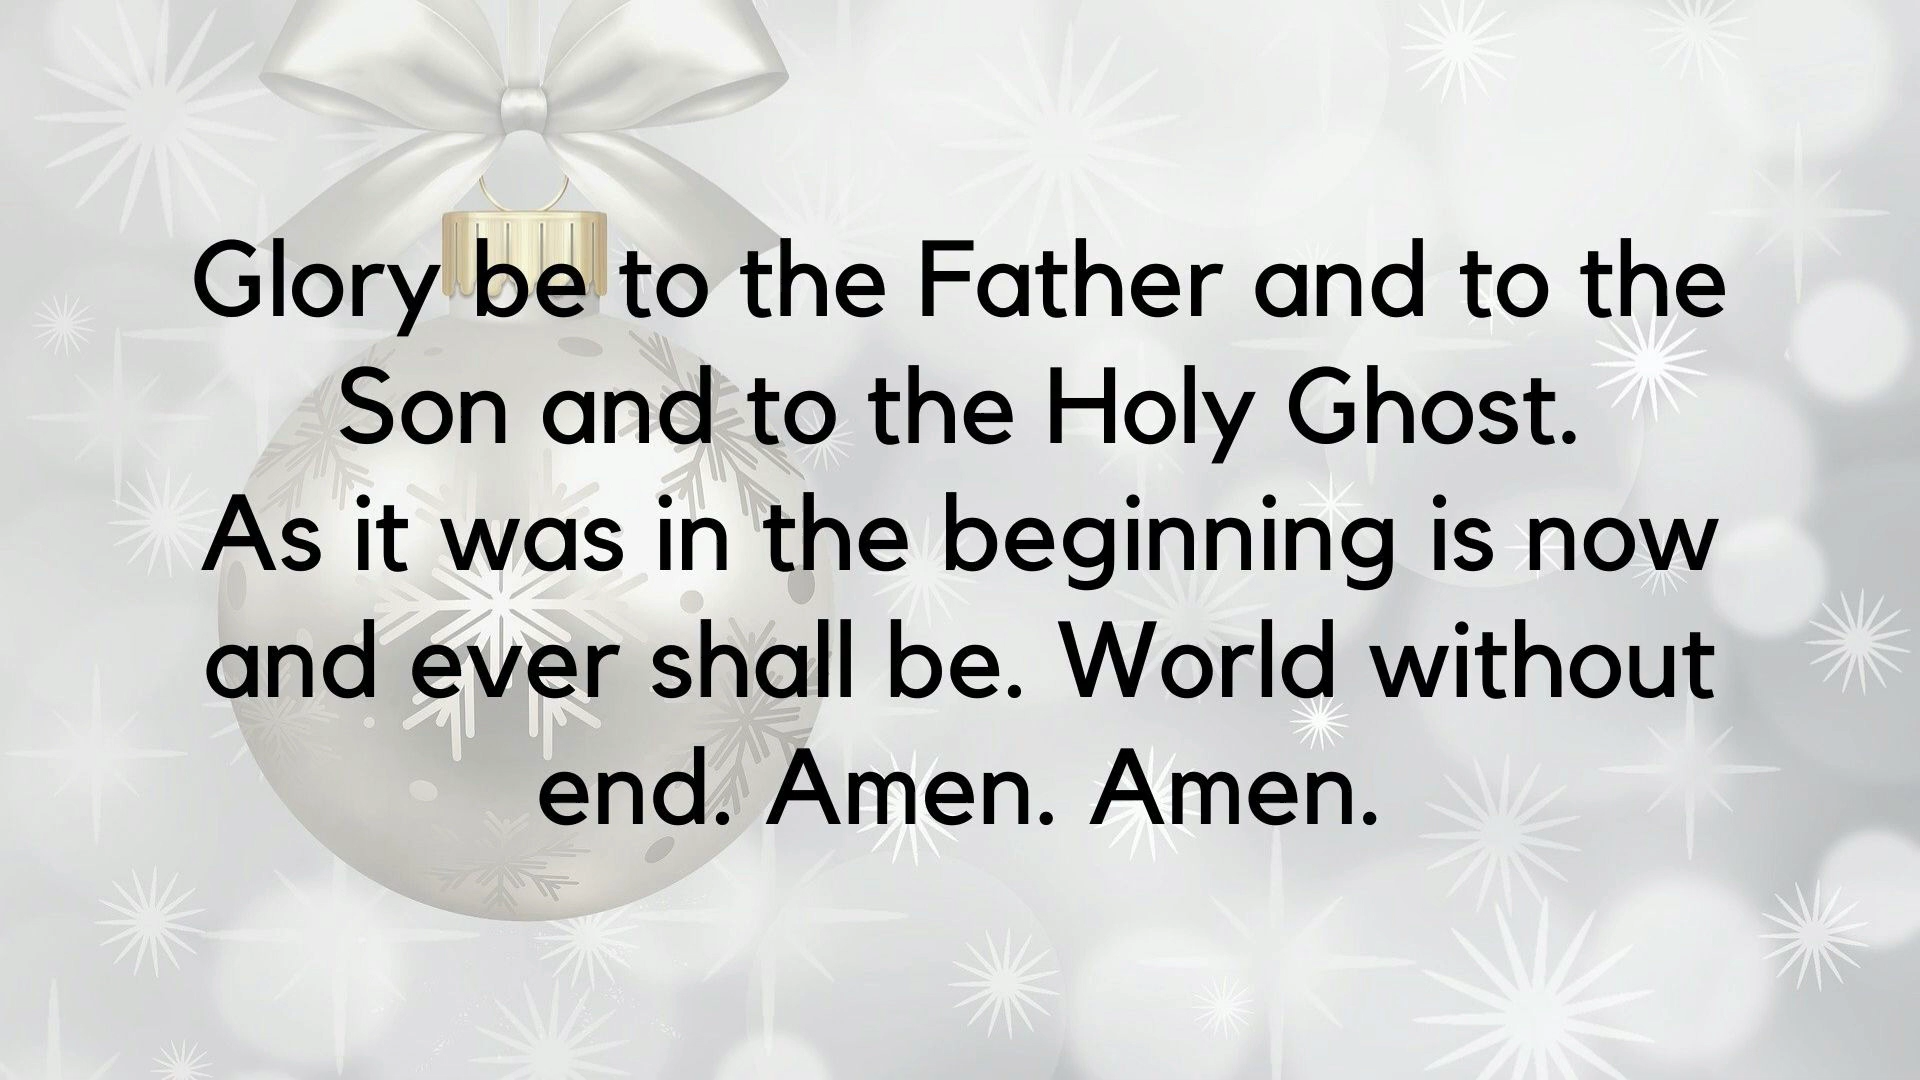 Glory be to the Father and to the
Son and to the Holy Ghost.
As it was in the beginning is now
and ever shall be. World without
end. Amen. Amen.